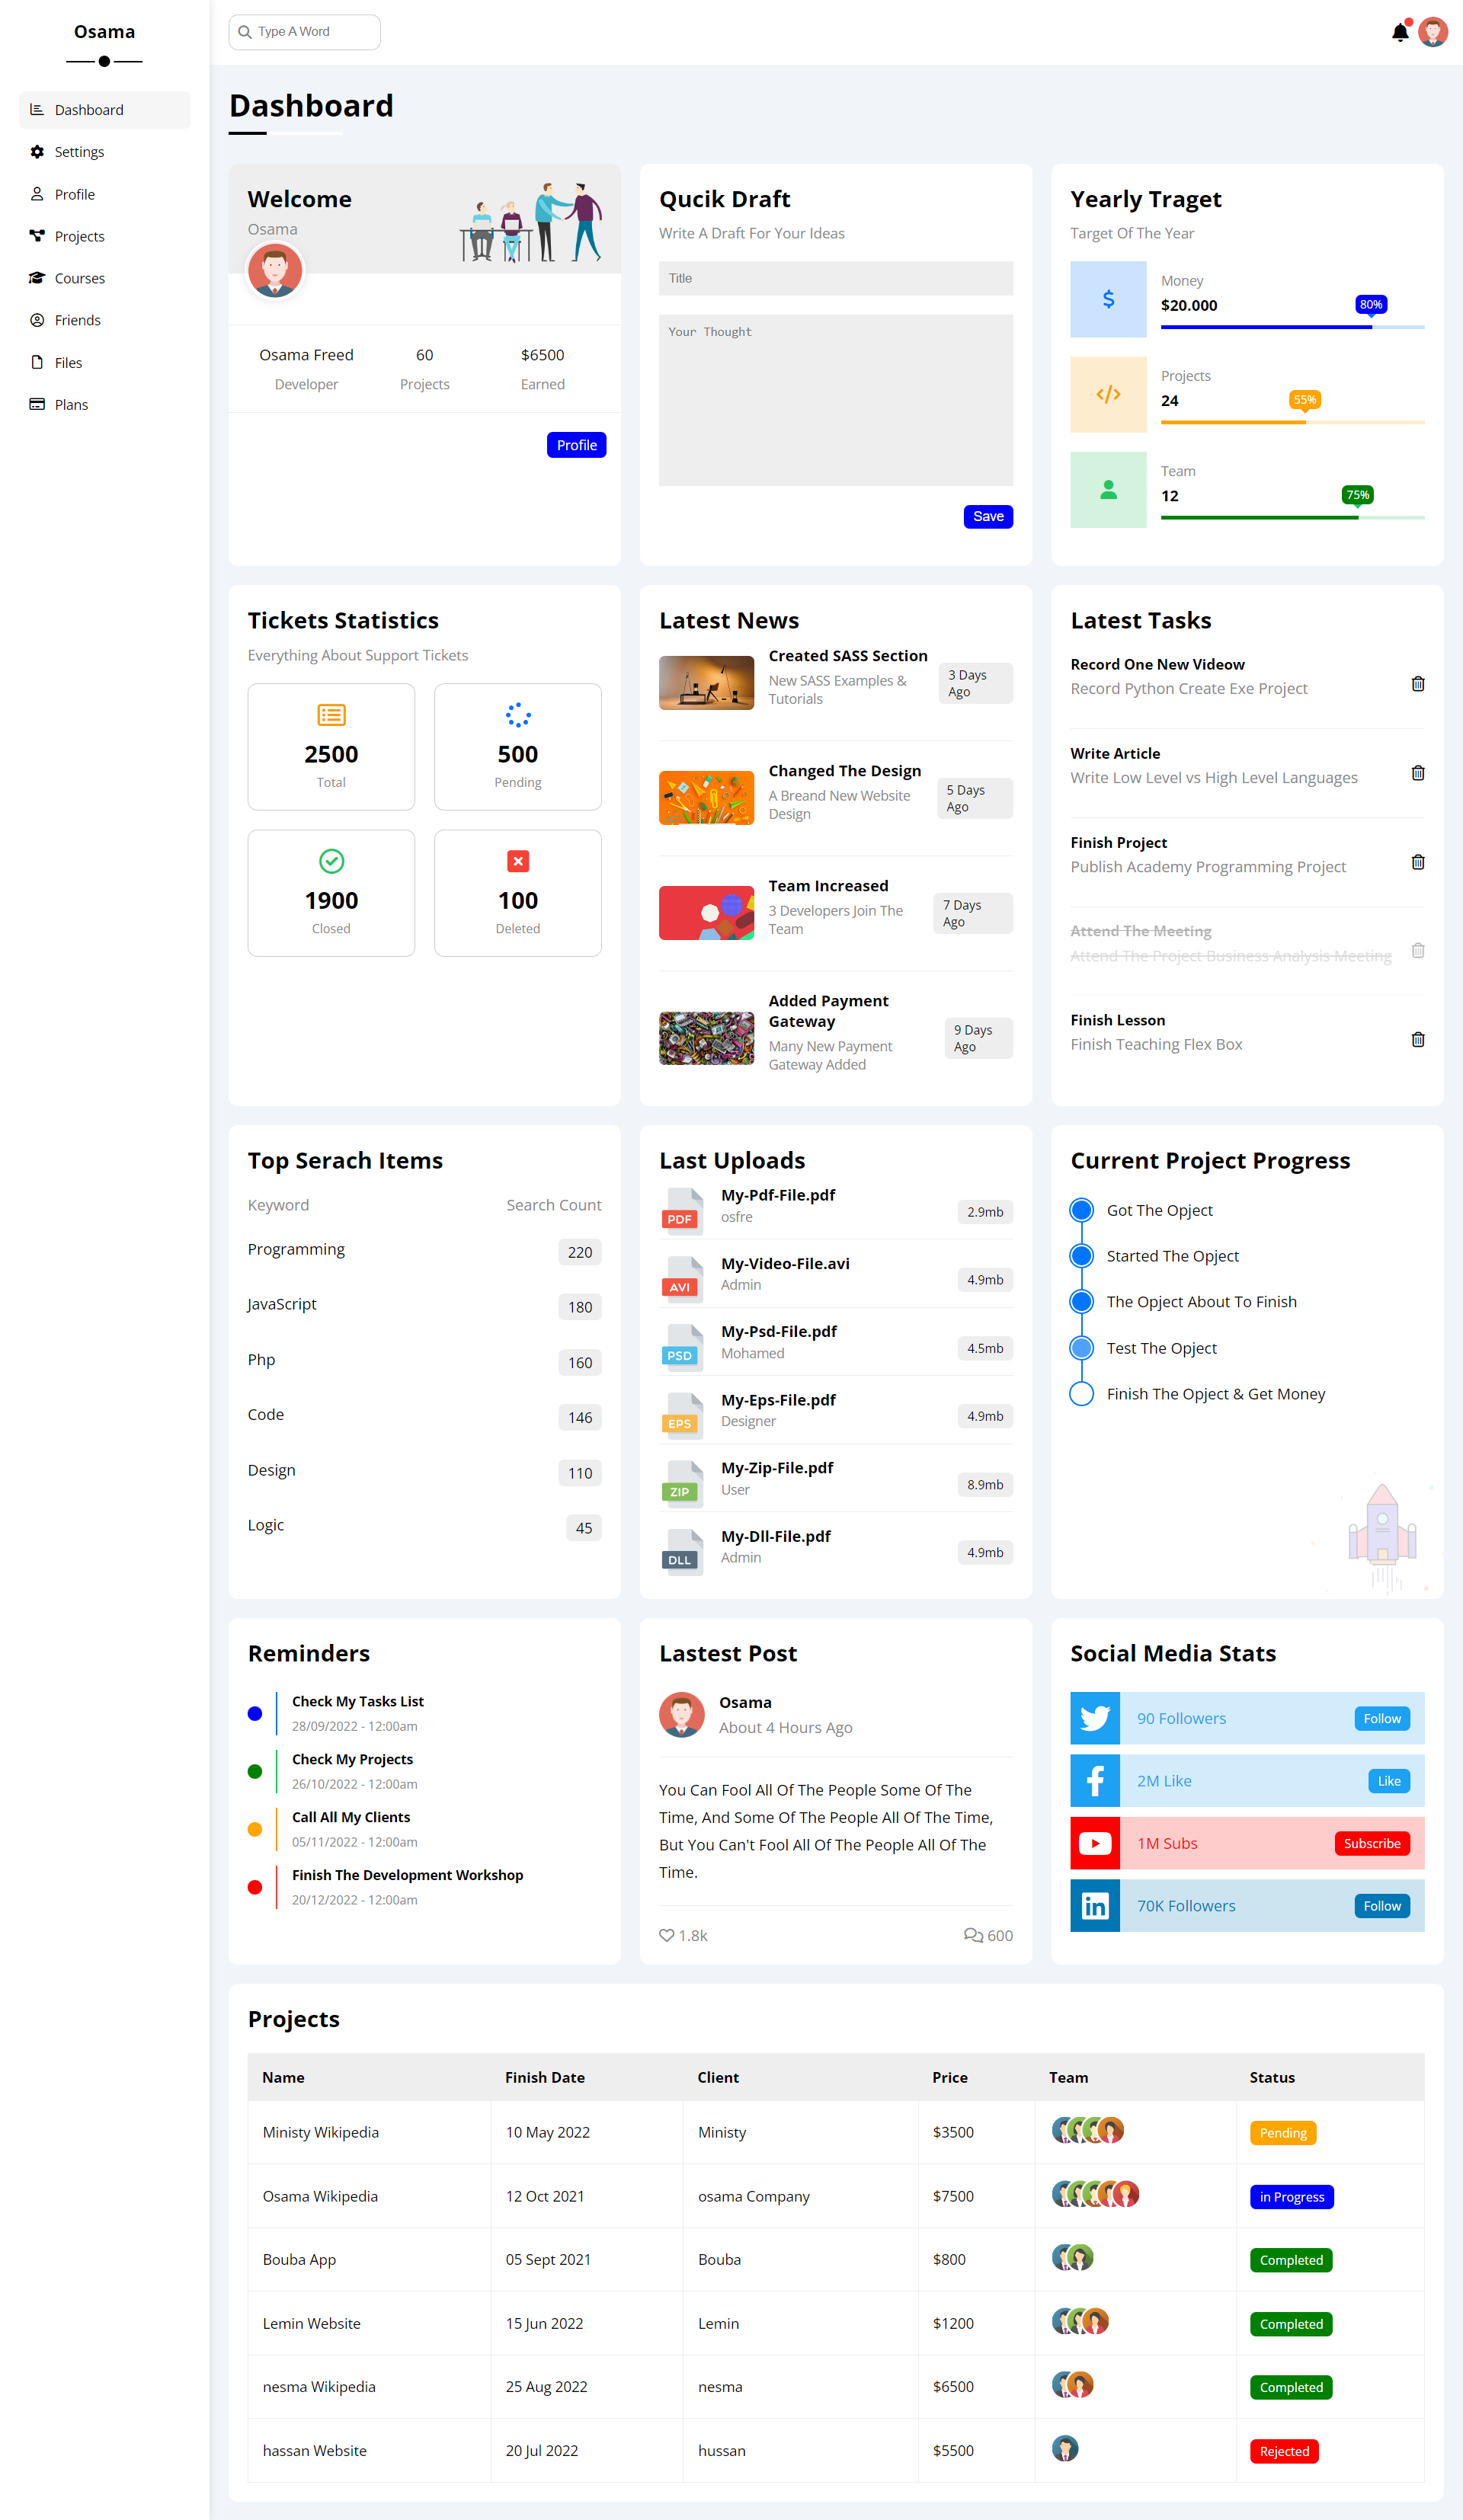 Osama
Type A Word
Dashboard
Settings
Profile
Projects
Courses
Friends
Files
Plans
Dashboard
Welcome
Osama
Osama Freed
60
$6500
Developer
Projects
Earned
Profile
Qucik Draft
Write A Draft For Your Ideas
Title
Your Thought
Save
Yearly Traget
Target Of The Year
Money
$20.000
80%
Projects
24
55%
Team
12
75%
Tickets Statistics
Everything About Support Tickets
2500
Total
500
Pending
1900
Closed
100
Deleted
Latest News
Created SASS Section
New SASS Examples &
Tutorials
3 Days
Ago
Changed The Design
A Breand New Website
Design
5 Days
Ago
Team Increased
3 Developers Join The
Team
7 Days
Ago
Added Payment
Gateway
Many New Payment
Gateway Added
9 Days
Ago
Latest Tasks
Record One New Videow
Record Python Create Exe Project
Write Article
Write Low Level vs High Level Languages
Finish Project
Publish Academy Programming Project
Attend The Meeting
Attend The Project Business Analysis Meeting
Finish Lesson
Finish Teaching Flex Box
Top Serach Items
Keyword
Search Count
Programming
220
JavaScript
180
Php
160
Code
146
Design
110
Logic
45
Last Uploads
PDF
My-Pdf-File.pdf
osfre
2.9mb
AVI
My-Video-File.avi
Admin
4.9mb
PSD
My-Psd-File.pdf
Mohamed
4.5mb
EPS
My-Eps-File.pdf
Designer
4.9mb
ZIP
My-Zip-File.pdf
User
8.9mb
DLL
My-Dll-File.pdf
Admin
4.9mb
Current Project Progress
Got The Opject
Started The Opject
The Opject About To Finish
Test The Opject
Finish The Opject & Get Money
Reminders
Check My Tasks List
28/09/2022 - 12:00am
Check My Projects
26/10/2022 - 12:00am
Call All My Clients
05/11/2022 - 12:00am
Finish The Development Workshop
20/12/2022 - 12:00am
Lastest Post
Osama
About 4 Hours Ago
You Can Fool All Of The People Some Of The
Time, And Some Of The People All Of The Time,
But You Can't Fool All Of The People All Of The
Time.
1.8k
600
Social Media Stats
90 Followers
Follow
2M Like
Like
1M Subs
Subscribe
in
70K Followers
Follow
Projects
Name Finish Date Client Price Team Status
Ministy Wikipedia 10 May 2022 Ministy $3500 Pending
Osama Wikipedia 12 Oct 2021 osama Company $7500 in Progress
Bouba App 05 Sept 2021 Bouba $800 Completed
Lemin Website 15 Jun 2022 Lemin $1200 Completed
nesma Wikipedia 25 Aug 2022 nesma $6500 Completed
hassan Website 20 Jul 2022 hussan $5500 Rejected